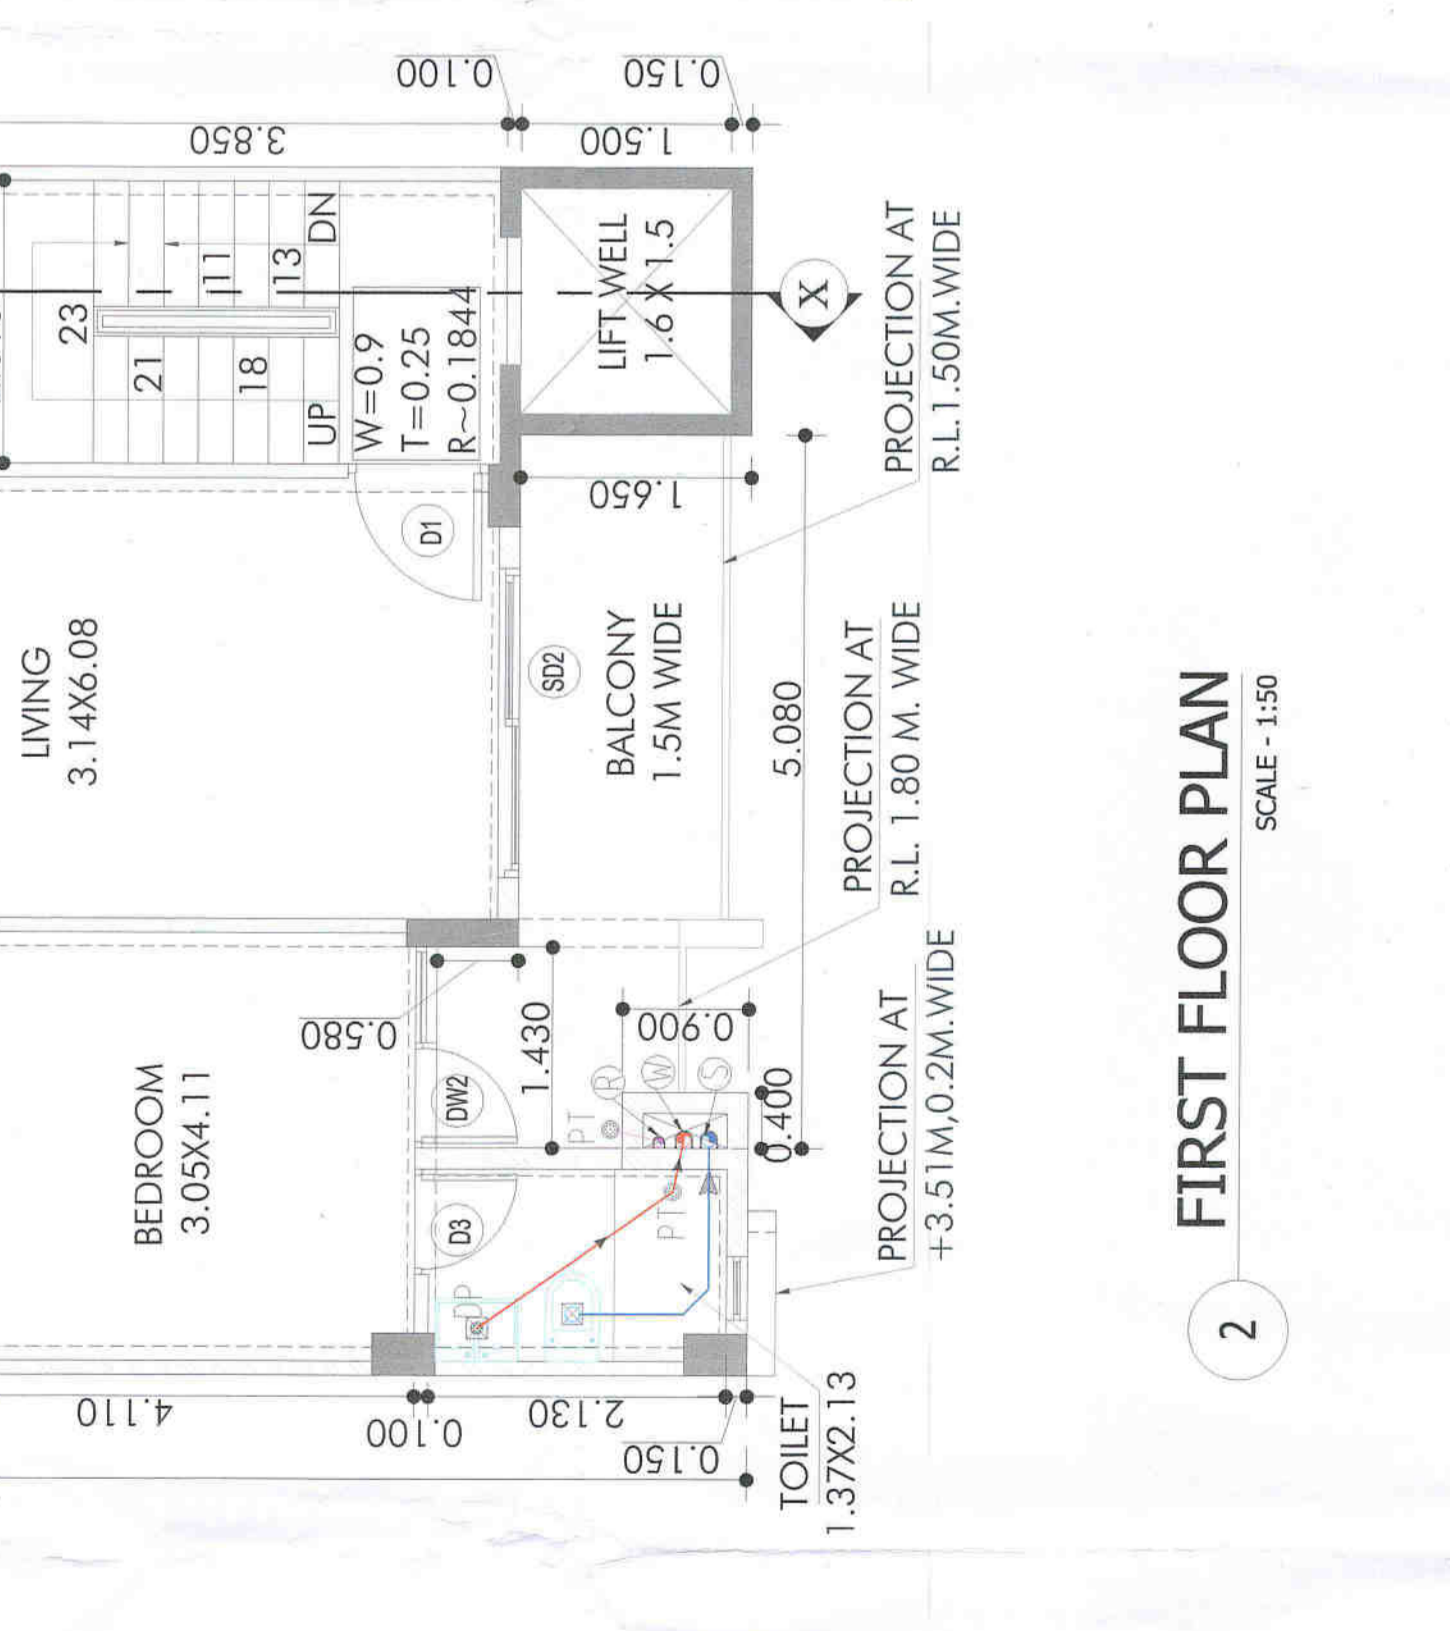 0.100
0.150
3.850
1.500
DN
11
13
23
21
18
UP
W=0.9
T=0.25
R~0.1844
LIFT WELL
1.6 X 1.5
X
PROJECTION AT
R.L.1.50M.WIDE
D1
1.650
LIVING
3.14X6.08
SD2
BALCONY
1.5M WIDE
5.080
PROJECTION AT
R.L. 1.80 M. WIDE
0.580
1.430
0.900
BEDROOM
3.05X4.11
DW2
PT
R
W
S
0.400
PROJECTION AT
+3.51M,0.2M.WIDE
D3
DP
PT
4.110
0.100
2.130
0.150
TOILET
1.37X2.13
2
FIRST FLOOR PLAN
SCALE - 1:50